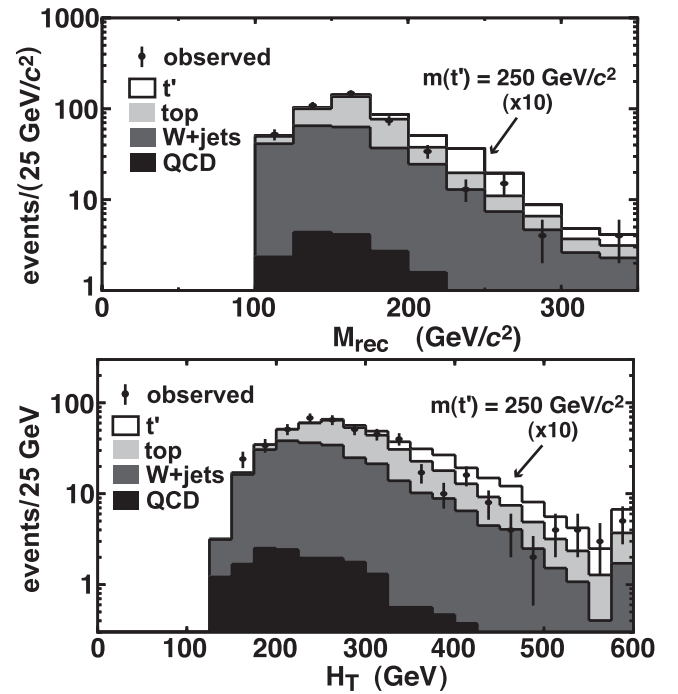 1000
100
10
1
events/(25 GeV/c²)
observed
t'
top
W+jets
QCD
m(t') = 250 GeV/c²
(x10)
0 100 200 300
M_rec (GeV/c²)
100
10
1
events/25 GeV
observed
t'
top
W+jets
QCD
m(t') = 250 GeV/c²
(x10)
0 100 200 300 400 500 600
H_T (GeV)